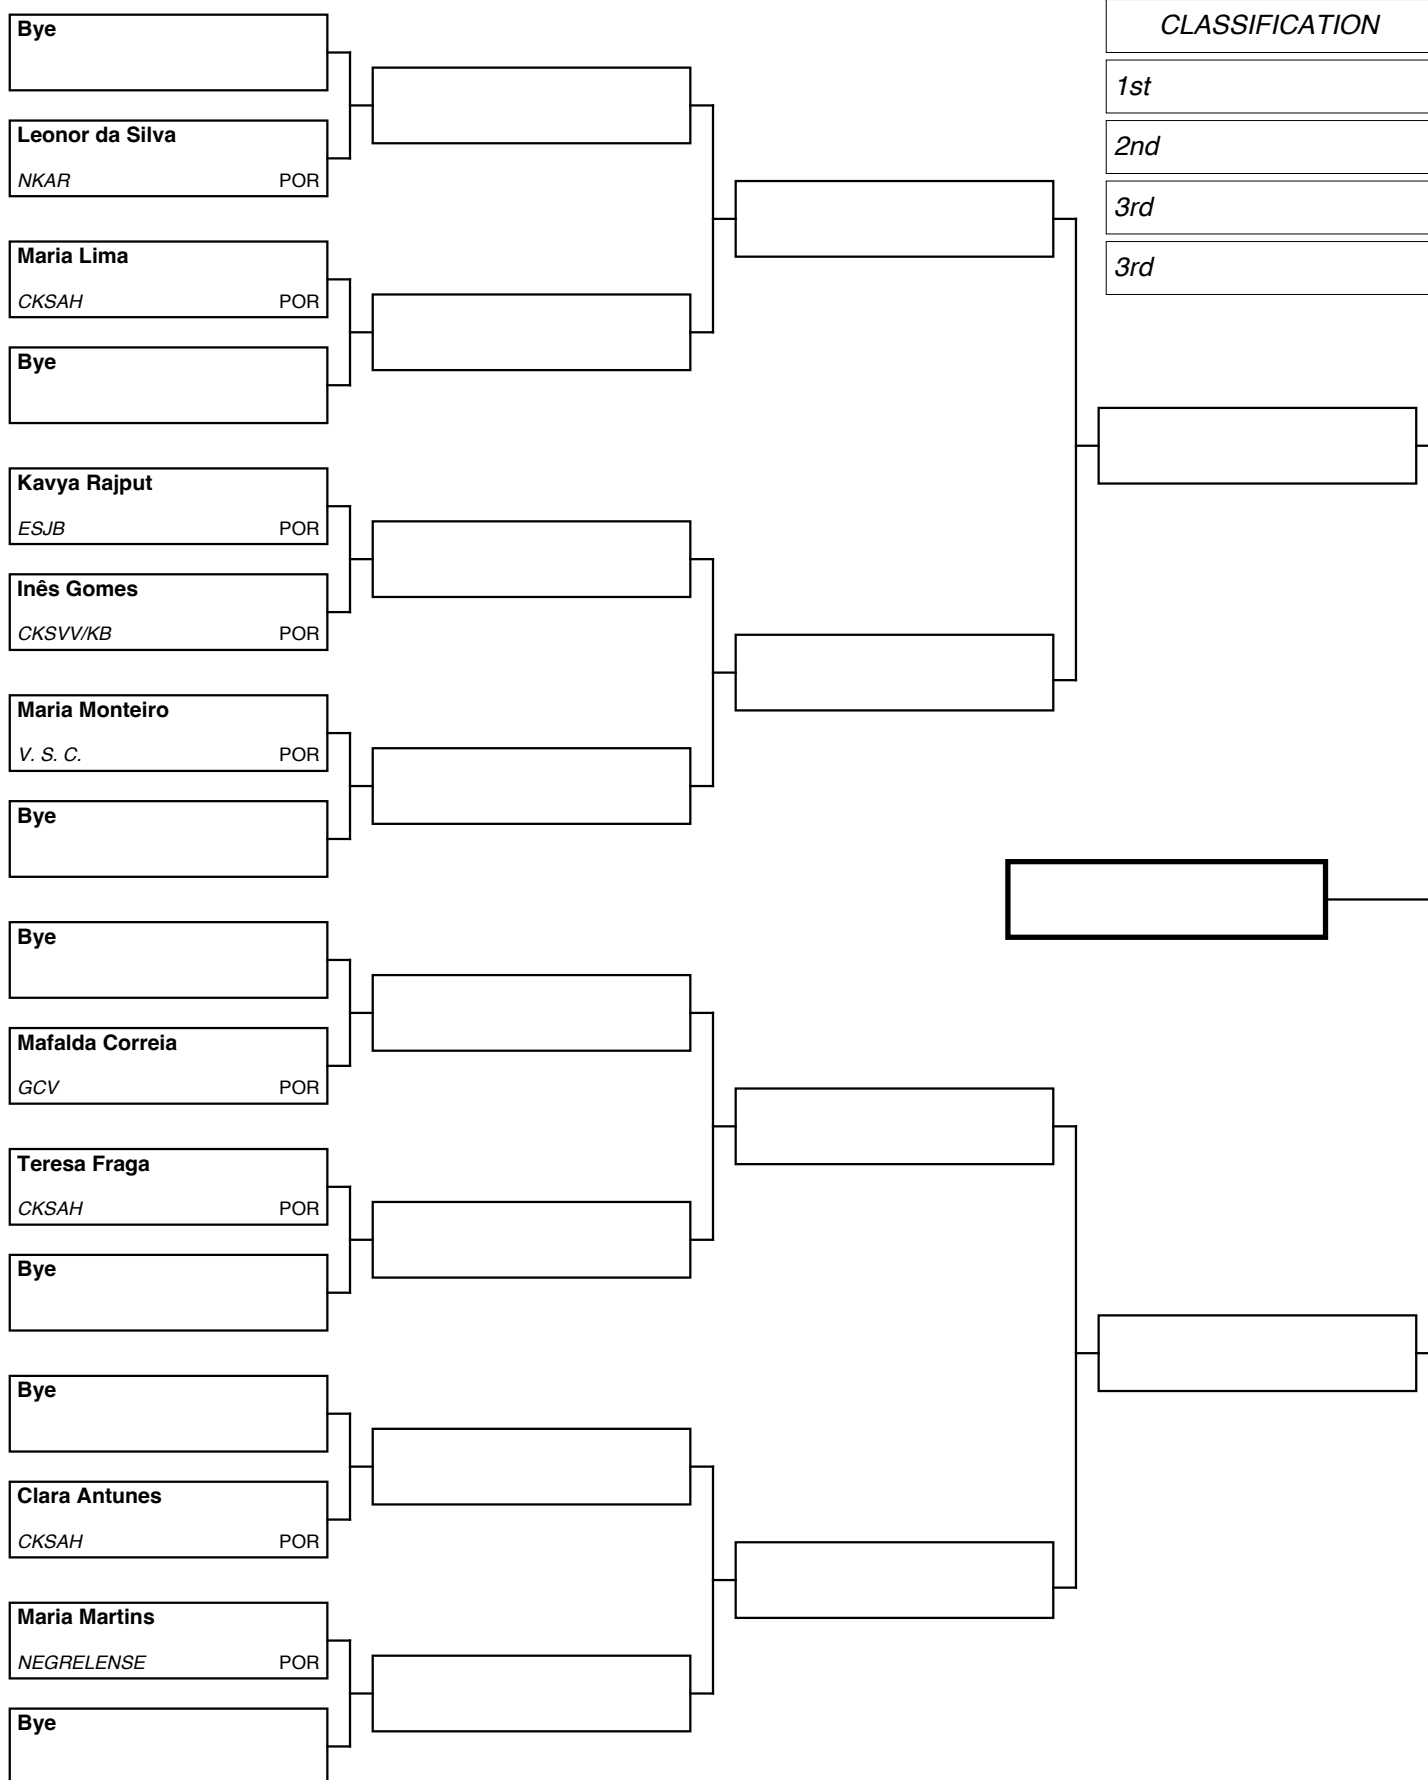 Bye
Leonor da Silva
NKAR POR
Maria Lima
CKSAH POR
Bye
Kavya Rajput
ESJB POR
Inês Gomes
CKSVV/KB POR
Maria Monteiro
V. S. C. POR
Bye
Bye
Mafalda Correia
GCV POR
Teresa Fraga
CKSAH POR
Bye
Bye
Clara Antunes
CKSAH POR
Maria Martins
NEGRELENSE POR
Bye
CLASSIFICATION
1st
2nd
3rd
3rd